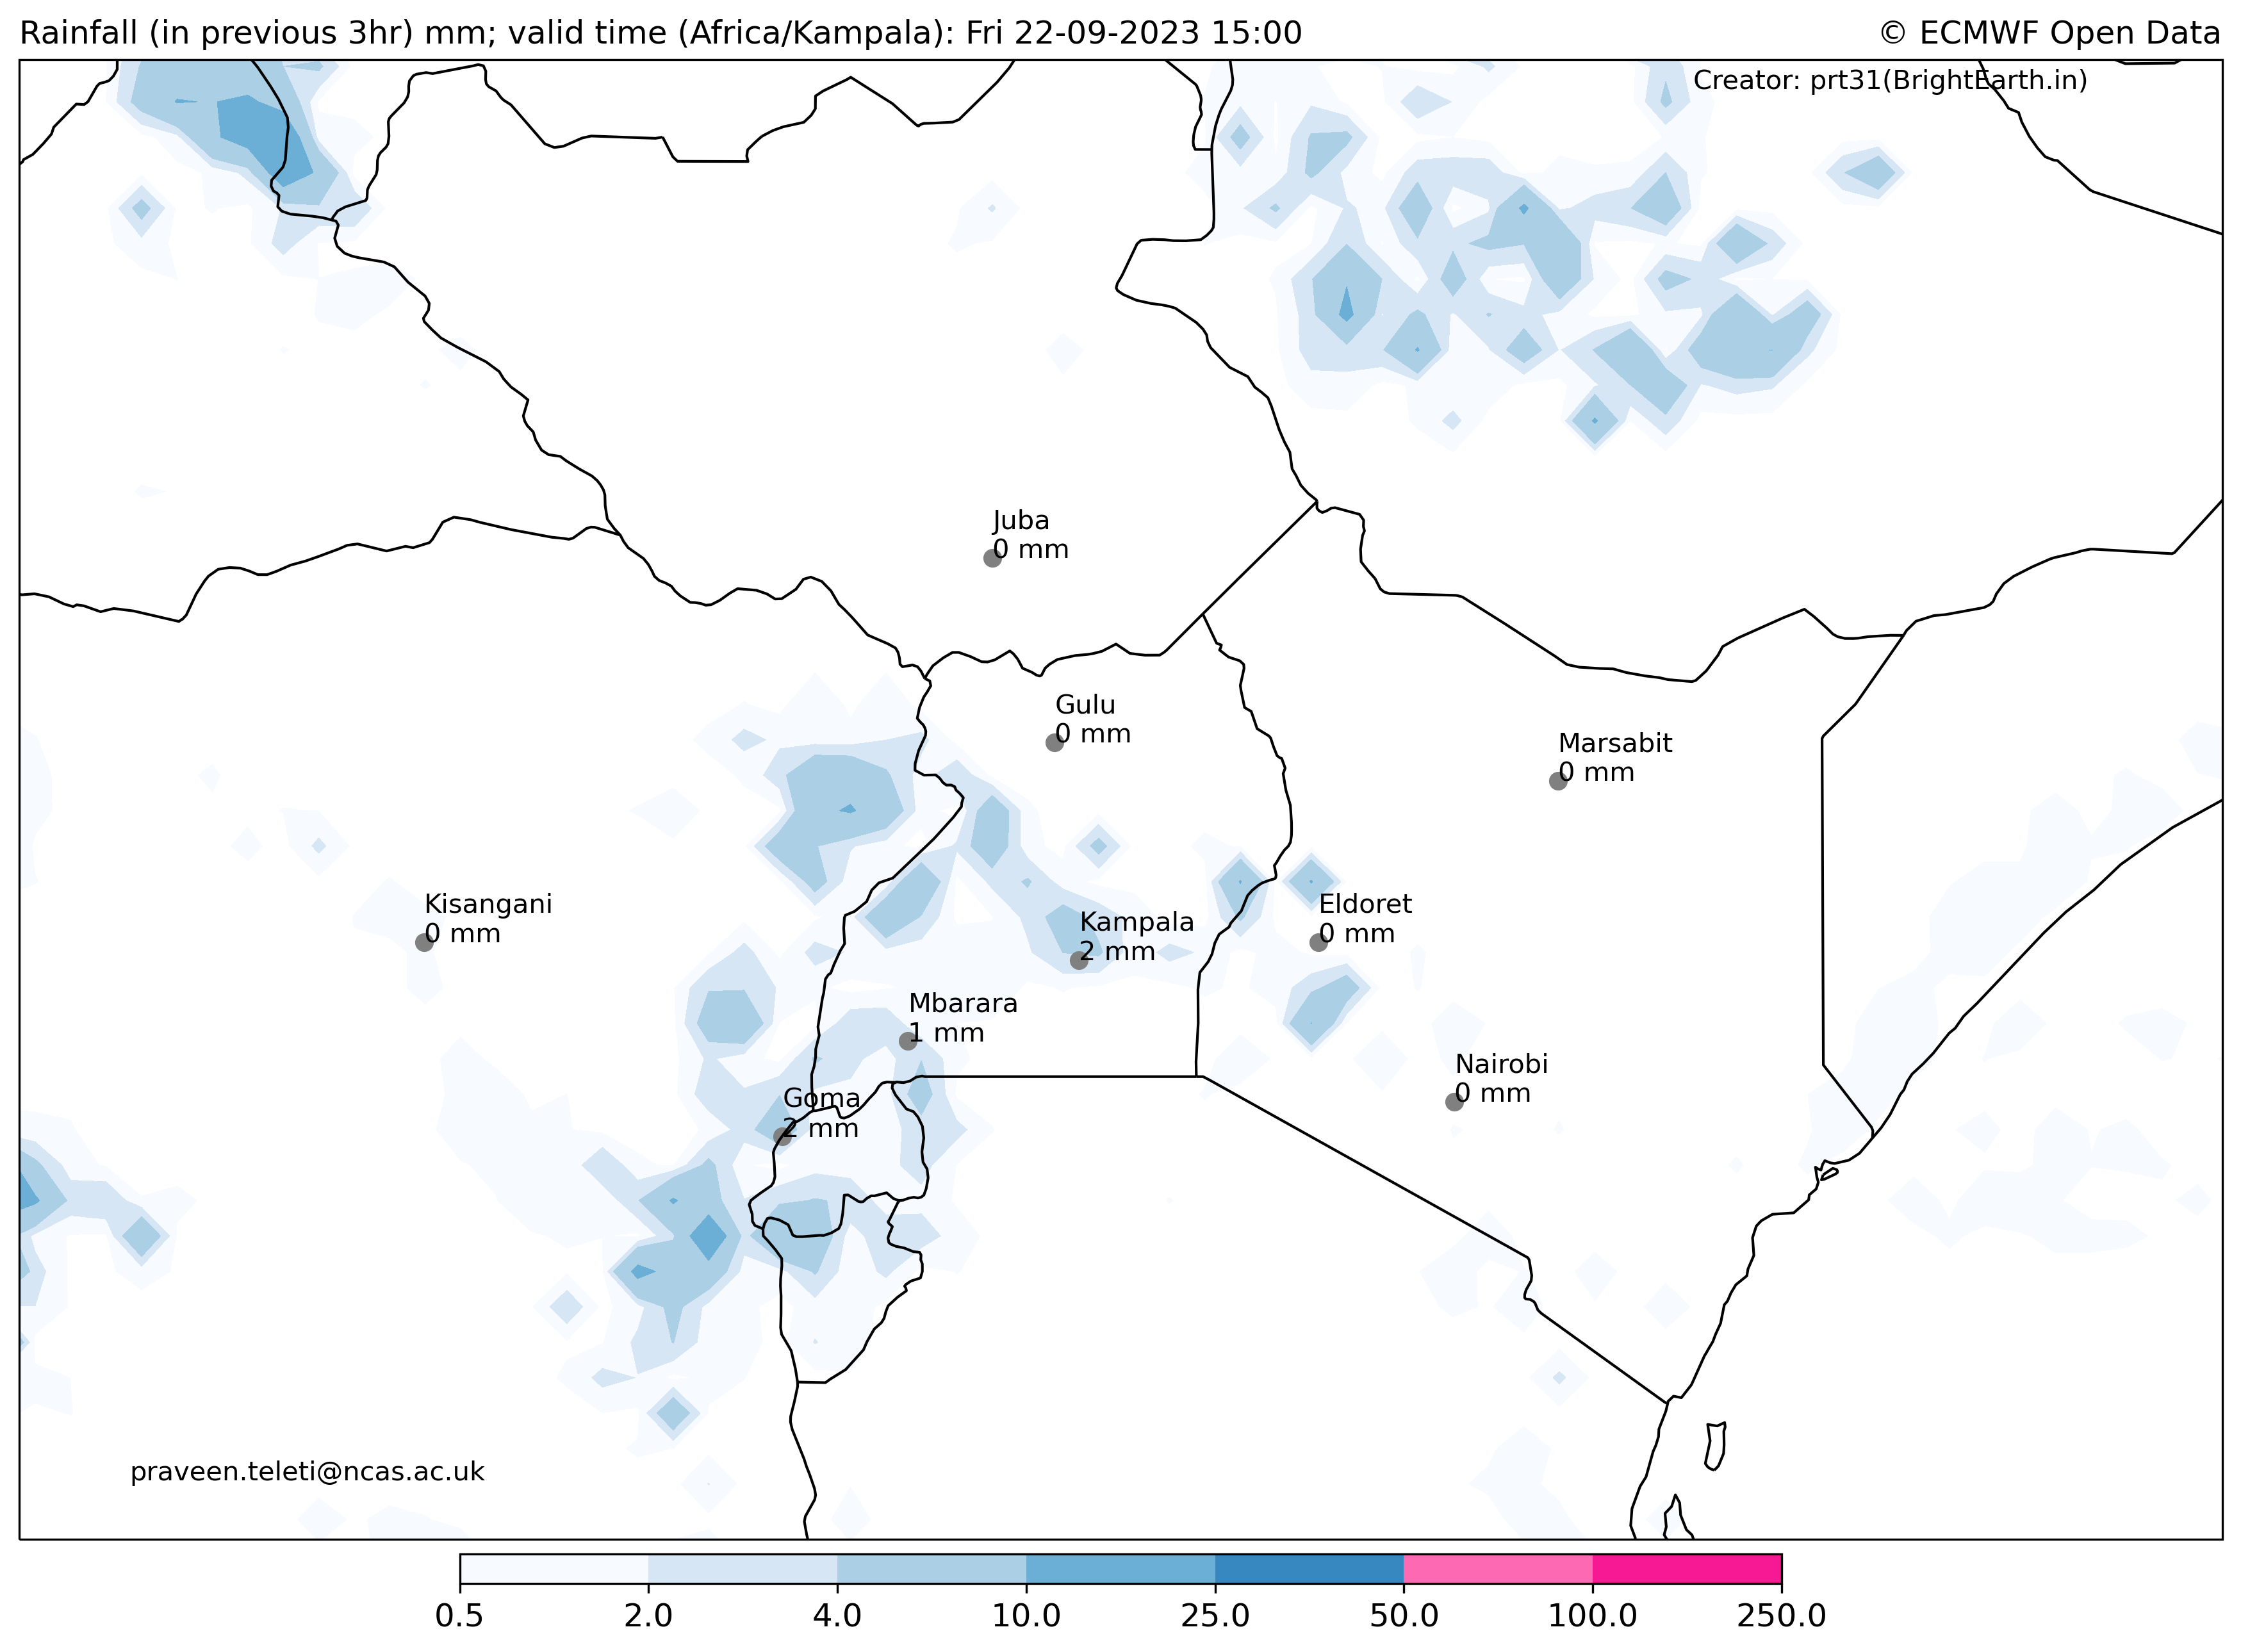 Rainfall (in previous 3hr) mm; valid time (Africa/Kampala): Fri 22-09-2023 15:00
© ECMWF Open Data
Creator: prt31(BrightEarth.in)
Juba
0 mm
Gulu
0 mm
Marsabit
0 mm
Kisangani
0 mm
Eldoret
0 mm
Kampala
2 mm
Mbarara
1 mm
Nairobi
0 mm
Goma
2 mm
praveen.teleti@ncas.ac.uk
0.5 2.0 4.0 10.0 25.0 50.0 100.0 250.0